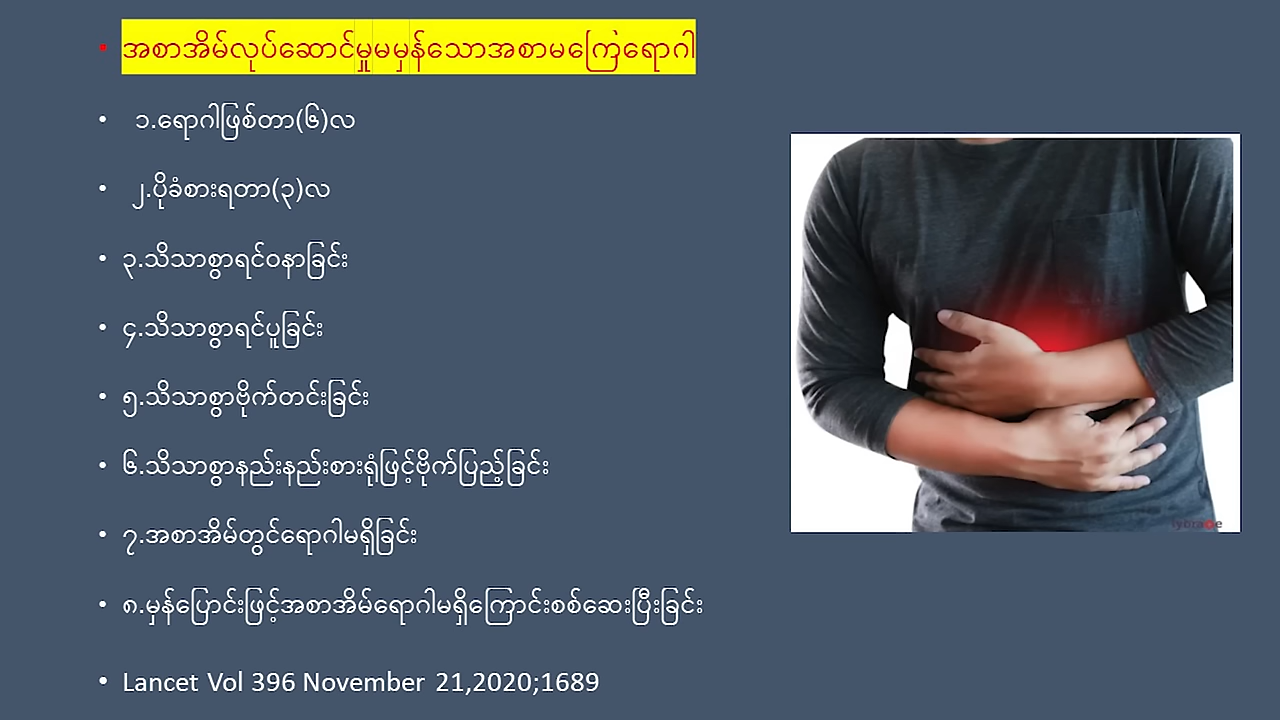 အစာအိမ်လုပ်ဆောင်မှုမမှန်သောအစာမကြေရောဂါ
၁.ရောဂါဖြစ်တာ(၆)လ
၂.ပိုခံစားရတာ(၃)လ
၃.သိသာစွာရင်ဝနာခြင်း
၄.သိသာစွာရင်ပူခြင်း
၅.သိသာစွာဗိုက်တင်းခြင်း
၆.သိသာစွာနည်းနည်းစားရုံဖြင့်ဗိုက်ပြည့်ခြင်း
၇.အစာအိမ်တွင်ရောဂါမရှိခြင်း
၈.မှန်ပြောင်းဖြင့်အစာအိမ်ရောဂါမရှိကြောင်းစစ်ဆေးပြီးခြင်း
Lancet Vol 396 November 21,2020;1689